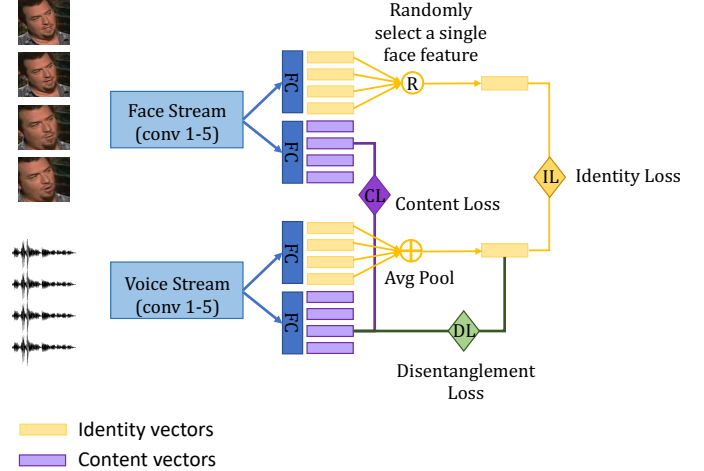 Randomly
select a single
face feature
FC
R
Face Stream
(conv 1-5)
FC
IL
Identity Loss
CL
Content Loss
FC
Avg Pool
Voice Stream
(conv 1-5)
FC
DL
Disentanglement
Loss
Identity vectors
Content vectors